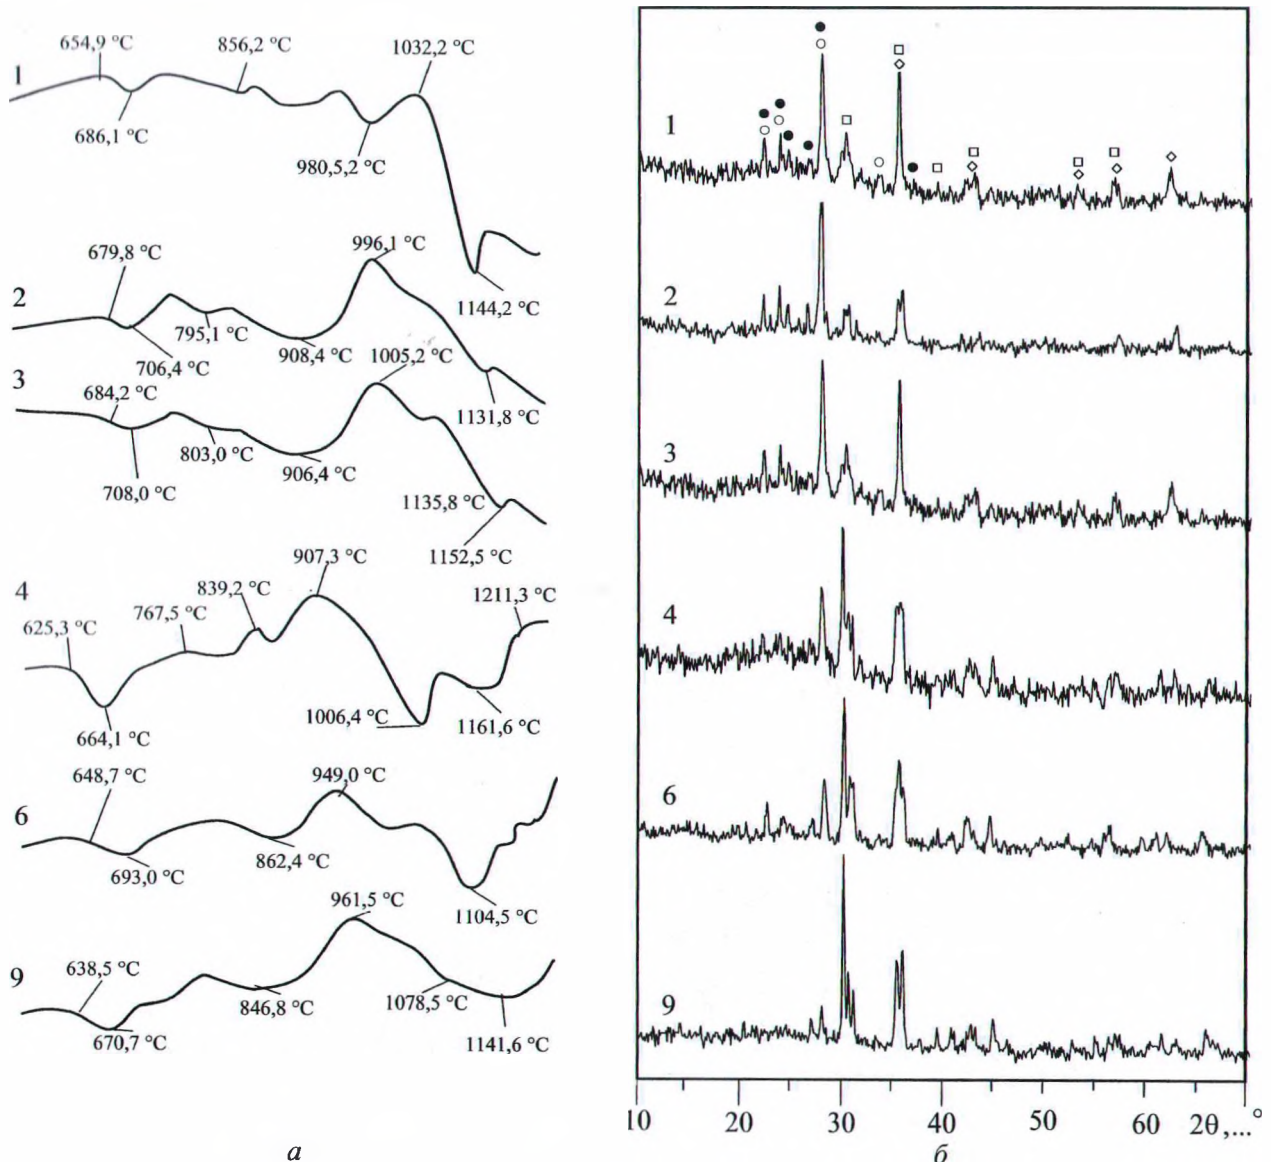 654,9 °C
856,2 °C
1032,2 °C
1
686,1 °C
980,5,2 °C
679,8 °C
996,1 °C
2
795,1 °C
1144,2 °C
706,4 °C
908,4 °C
1005,2 °C
3
684,2 °C
1131,8 °C
803,0 °C
906,4 °C
708,0 °C
1135,8 °C
1152,5 °C
907,3 °C
4
839,2 °C
1211,3 °C
767,5 °C
625,3 °C
1006,4 °C
1161,6 °C
664,1 °C
648,7 °C
949,0 °C
6
862,4 °C
693,0 °C
961,5 °C
1104,5 °C
9
638,5 °C
846,8 °C
1078,5 °C
670,7 °C
1141,6 °C
а
1
2
3
4
6
9
10 20 30 40 50 60 2θ,...°
б